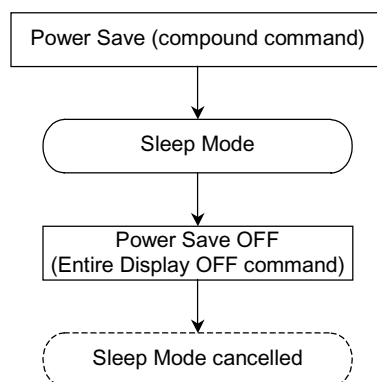 Power Save (compound command)
Sleep Mode
Power Save OFF
(Entire Display OFF command)
Sleep Mode cancelled